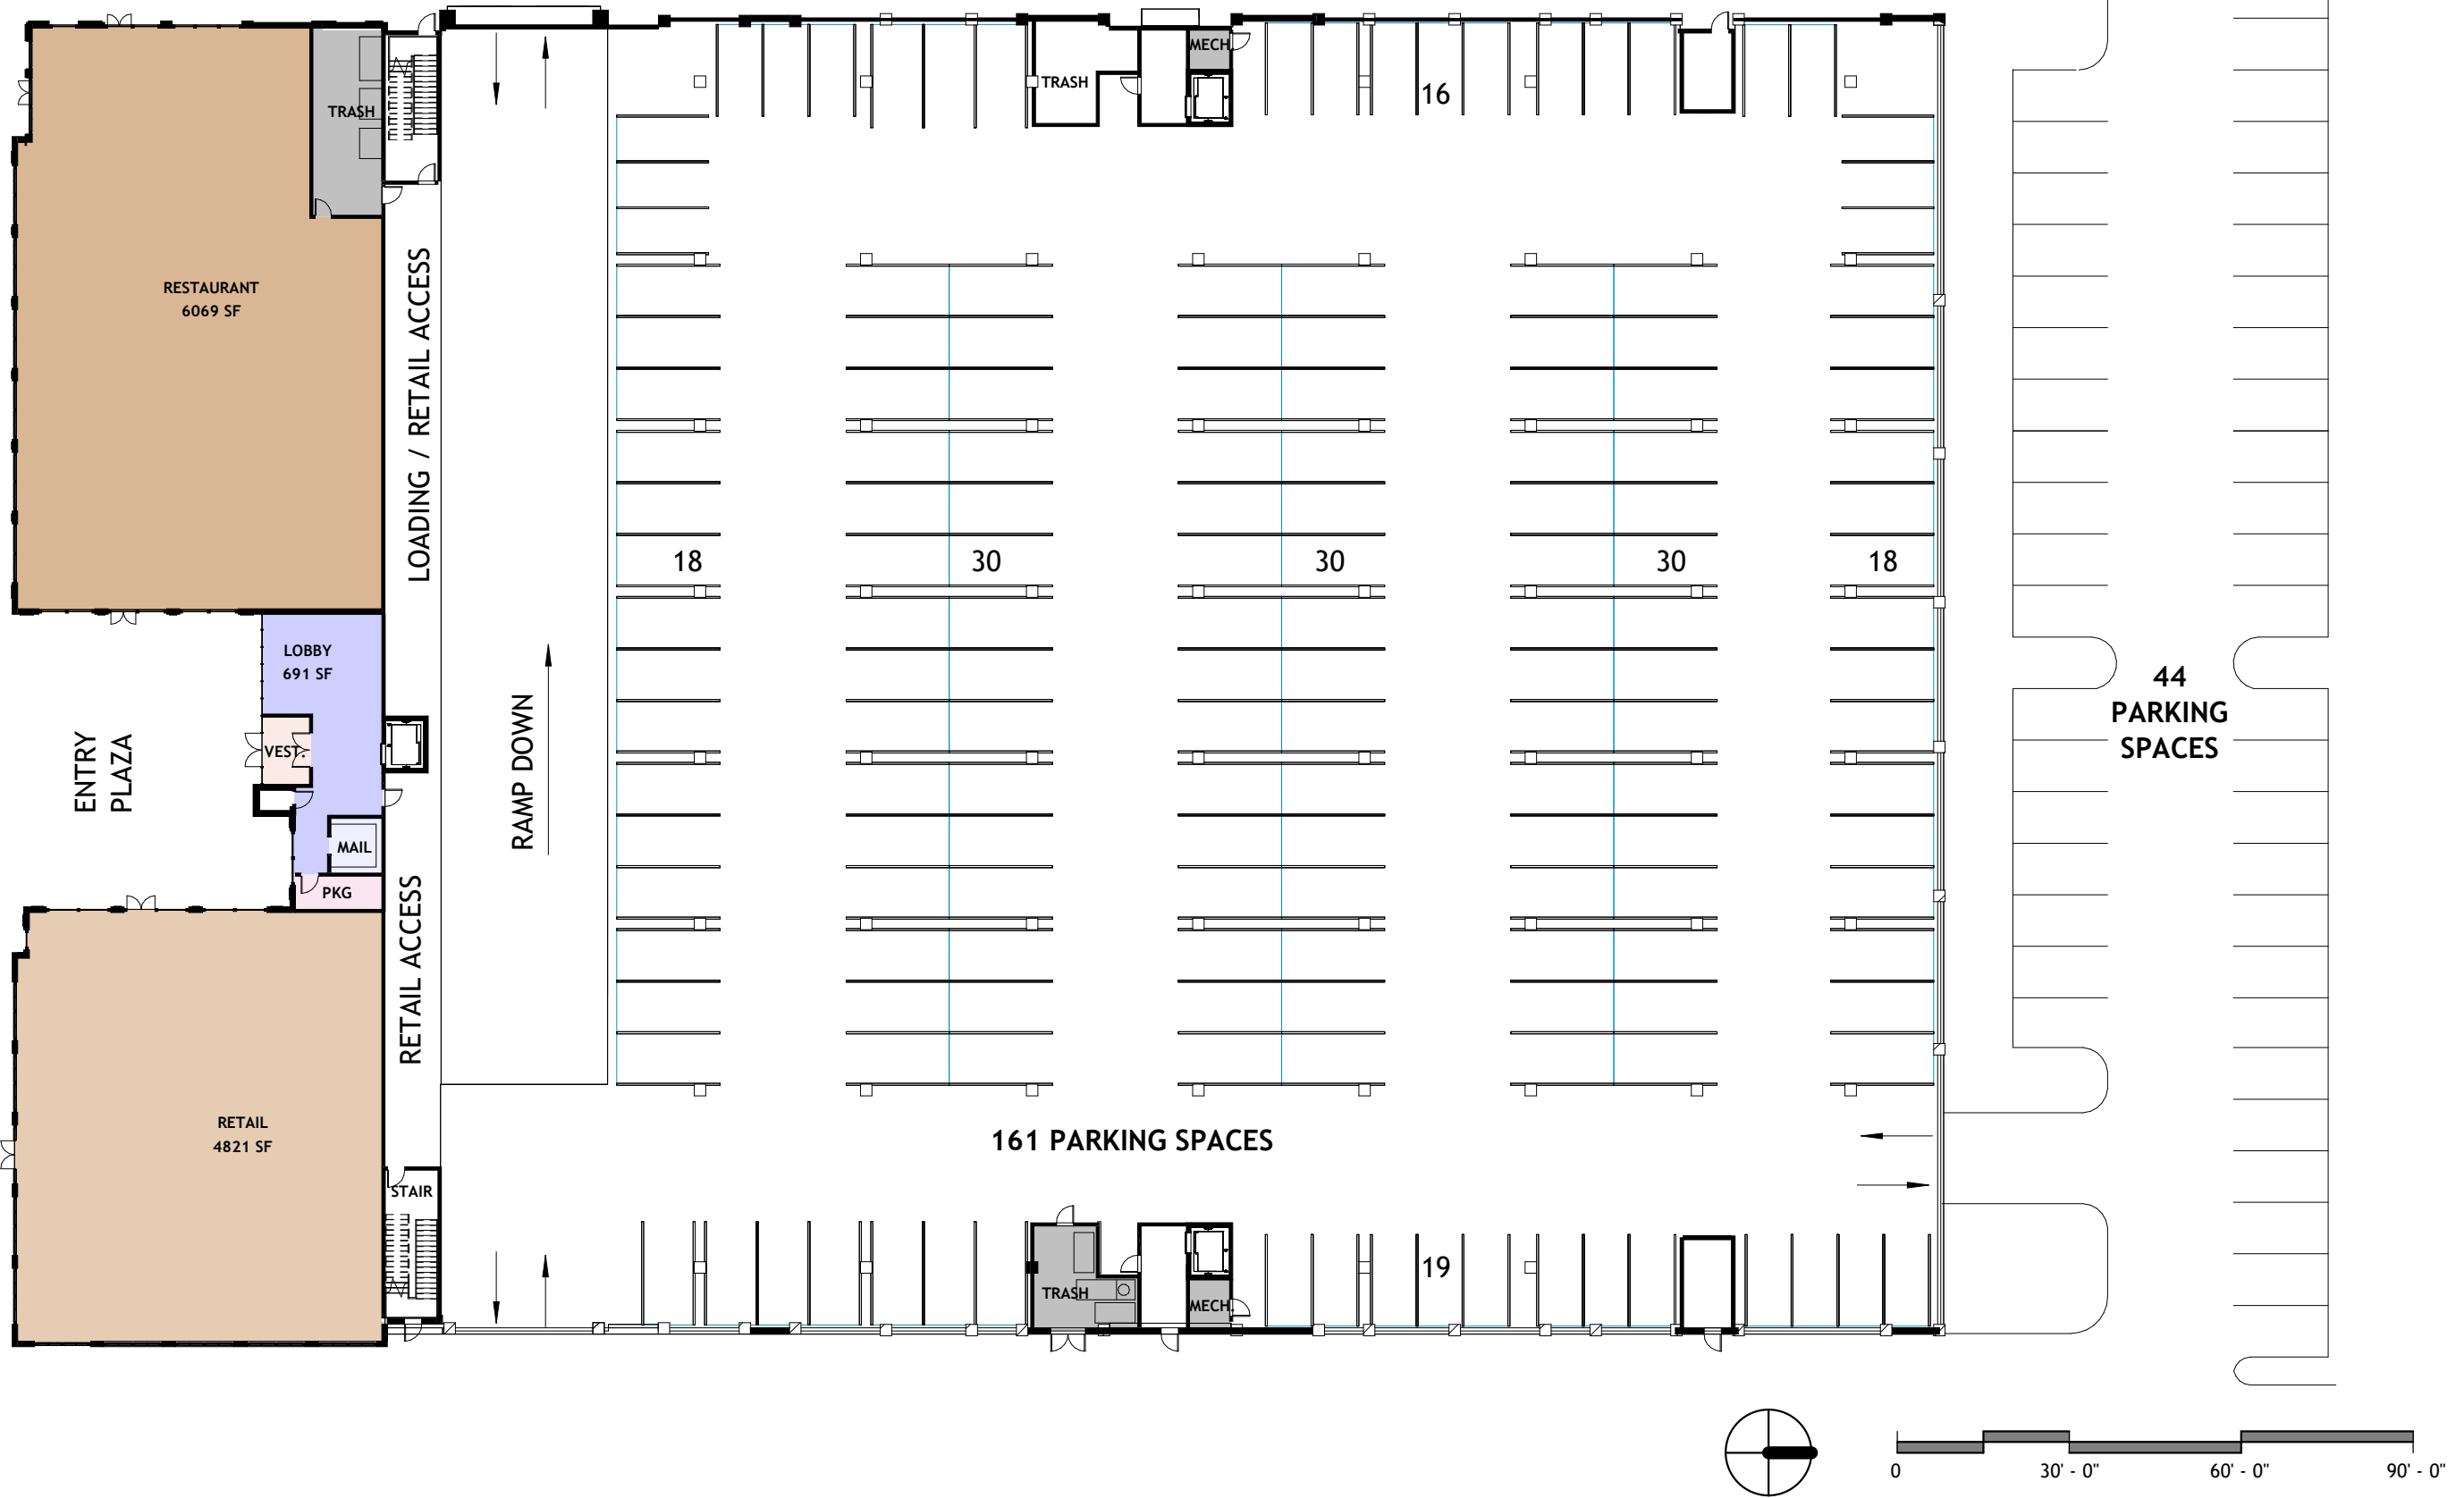 MECH.
TRASH
16
TRASH
RESTAURANT
6069 SF
LOADING / RETAIL ACCESS
18
30
30
30
18
LOBBY
691 SF
44
PARKING
SPACES
VEST.
ENTRY
PLAZA
RAMP DOWN
MAIL
PKG
RETAIL ACCESS
RETAIL
4821 SF
161 PARKING SPACES
STAIR
19
TRASH
MECH.
0
30' - 0"
60' - 0"
90' - 0"